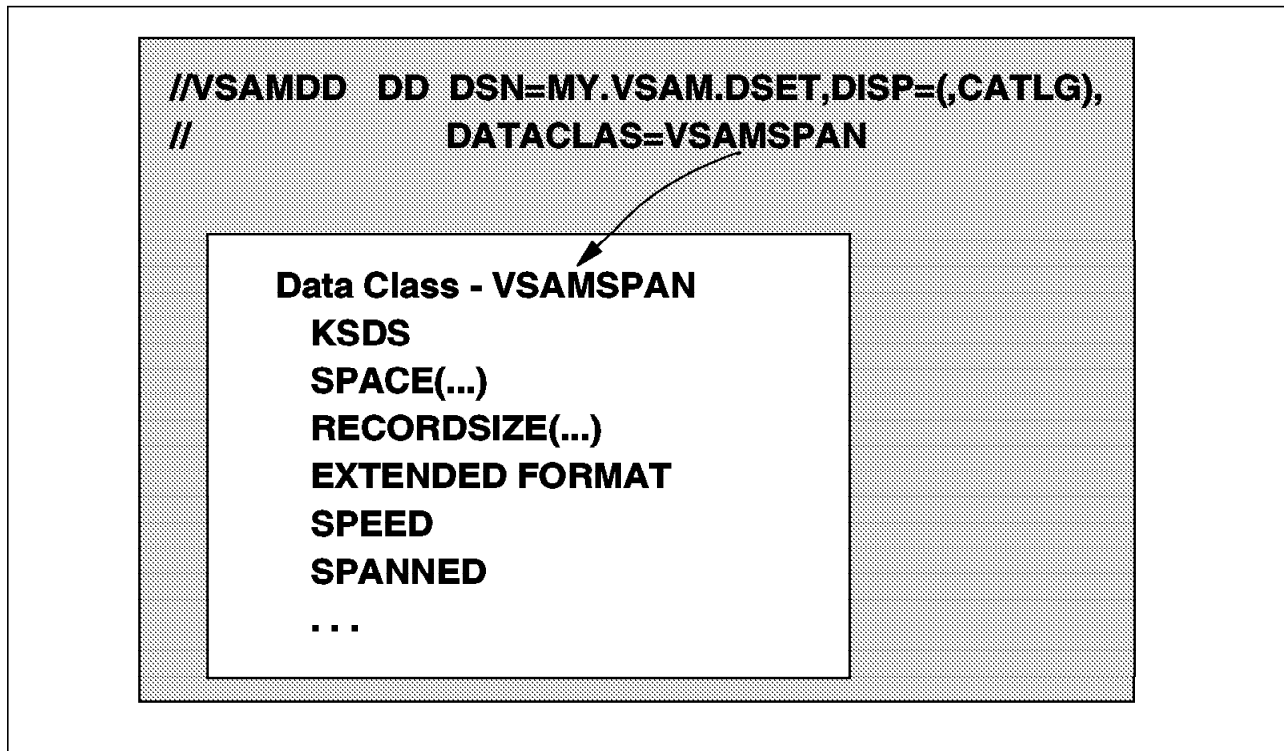 //VSAMDD DD DSN=MY.VSAM.DSET,DISP=(,CATLG),
// DATACLAS=VSAMSPAN
Data Class - VSAMSPAN
KSDS
SPACE(...)
RECORDSIZE(...)
EXTENDED FORMAT
SPEED
SPANNED
. . .